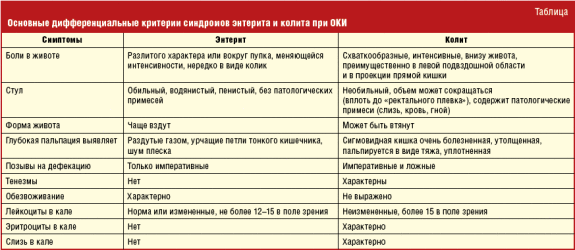 Таблица
Основные дифференциальные критерии синдромов энтерита и колита при ОКИ
Симптомы Энтерит Колит
Боли в животе Разлитого характера или вокруг пупка, меняющейся Схваткообразные, интенсивные, внизу живота,
интенсивности, нередко в виде колик преимущественно в левой подвздошной области
и в проекции прямой кишки
Стул Обильный, водянистый, пенистый, без патологических Необильный, объем может сокращаться
примесей (вплоть до «ректального плевка»), содержит патологические
примеси (слизь, кровь, гной)
Форма живота Чаще вздут Может быть втянут
Глубокая пальпация выявляет Раздутые газом, урчащие петли тонкого кишечника, Сигмовидная кишка очень болезненная, утолщенная,
шум плеска пальпируется в виде тяжа, уплотненная
Позывы на дефекацию Только императивные Императивные и ложные
Тенезмы Нет Характерны
Обезвоживание Характерно Не выражено
Лейкоциты в кале Норма или измененные, не более 12–15 в поле зрения Неизмененные, более 15 в поле зрения
Эритроциты в кале Нет Характерны
Слизь в кале Нет Характерна